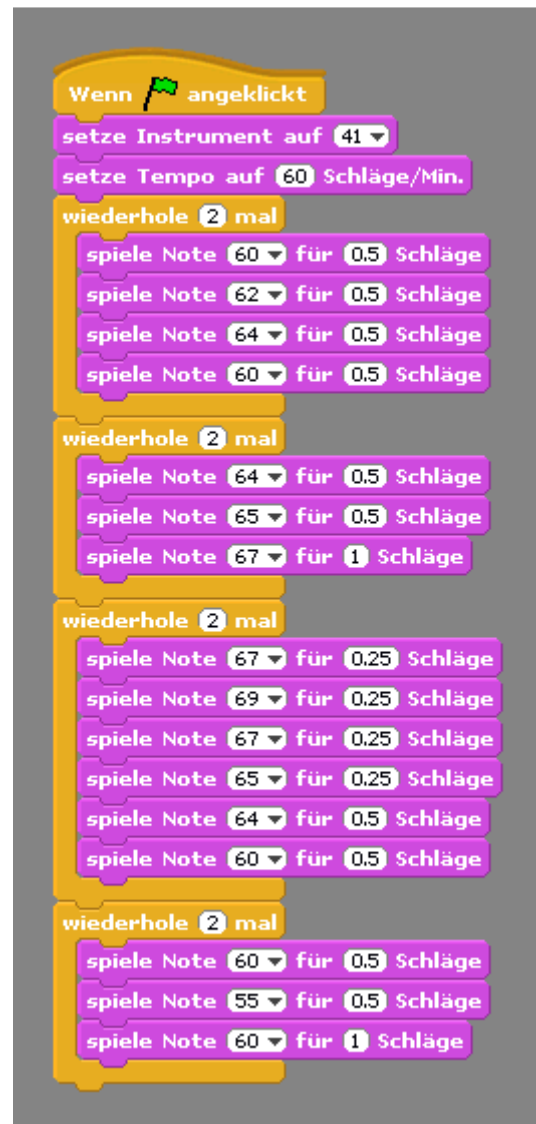 Wenn angeklickt
setze Instrument auf 41
setze Tempo auf 60 Schläge/Min.
wiederhole 2 mal
spiele Note 60 für 0.5 Schläge
spiele Note 62 für 0.5 Schläge
spiele Note 64 für 0.5 Schläge
spiele Note 60 für 0.5 Schläge
wiederhole 2 mal
spiele Note 64 für 0.5 Schläge
spiele Note 65 für 0.5 Schläge
spiele Note 67 für 1 Schläge
wiederhole 2 mal
spiele Note 67 für 0.25 Schläge
spiele Note 69 für 0.25 Schläge
spiele Note 67 für 0.25 Schläge
spiele Note 65 für 0.25 Schläge
spiele Note 64 für 0.5 Schläge
spiele Note 60 für 0.5 Schläge
wiederhole 2 mal
spiele Note 60 für 0.5 Schläge
spiele Note 55 für 0.5 Schläge
spiele Note 60 für 1 Schläge